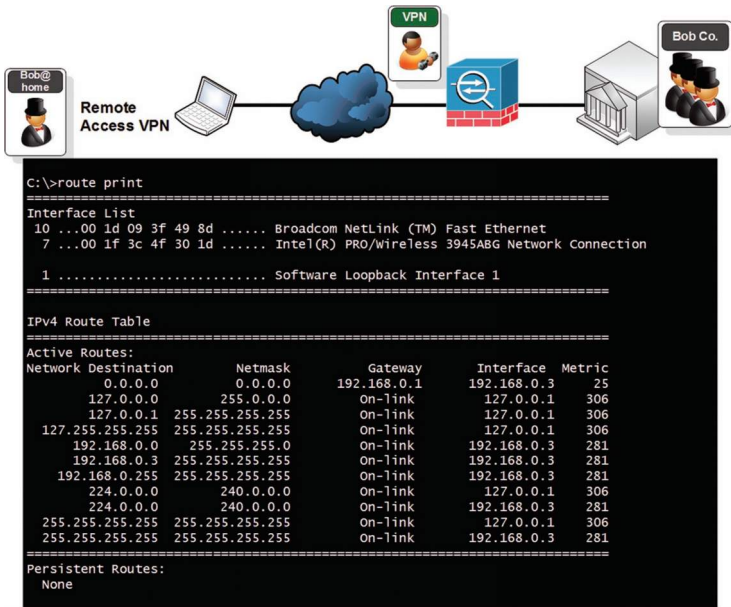 VPN
Bob Co.
Bob@
home
Remote
Access VPN
C:\>route print
===========================================================================
Interface List
10 ...00 1d 09 3f 49 8d ...... Broadcom NetLink (TM) Fast Ethernet
7 ...00 1f 3c 4f 30 1d ...... Intel(R) PRO/Wireless 3945ABG Network Connection
1 ........................... Software Loopback Interface 1
===========================================================================
IPv4 Route Table
===========================================================================
Active Routes:
Network Destination Netmask Gateway Interface Metric
0.0.0.0 0.0.0.0 192.168.0.1 192.168.0.3 25
127.0.0.0 255.0.0.0 On-link 127.0.0.1 306
127.0.0.1 255.255.255.255 On-link 127.0.0.1 306
127.255.255.255 255.255.255.255 On-link 127.0.0.1 306
192.168.0.0 255.255.255.0 On-link 192.168.0.3 281
192.168.0.3 255.255.255.255 On-link 192.168.0.3 281
192.168.0.255 255.255.255.255 On-link 192.168.0.3 281
224.0.0.0 240.0.0.0 On-link 127.0.0.1 306
224.0.0.0 240.0.0.0 On-link 192.168.0.3 281
255.255.255.255 255.255.255.255 On-link 127.0.0.1 306
255.255.255.255 255.255.255.255 On-link 192.168.0.3 281
===========================================================================
Persistent Routes:
None